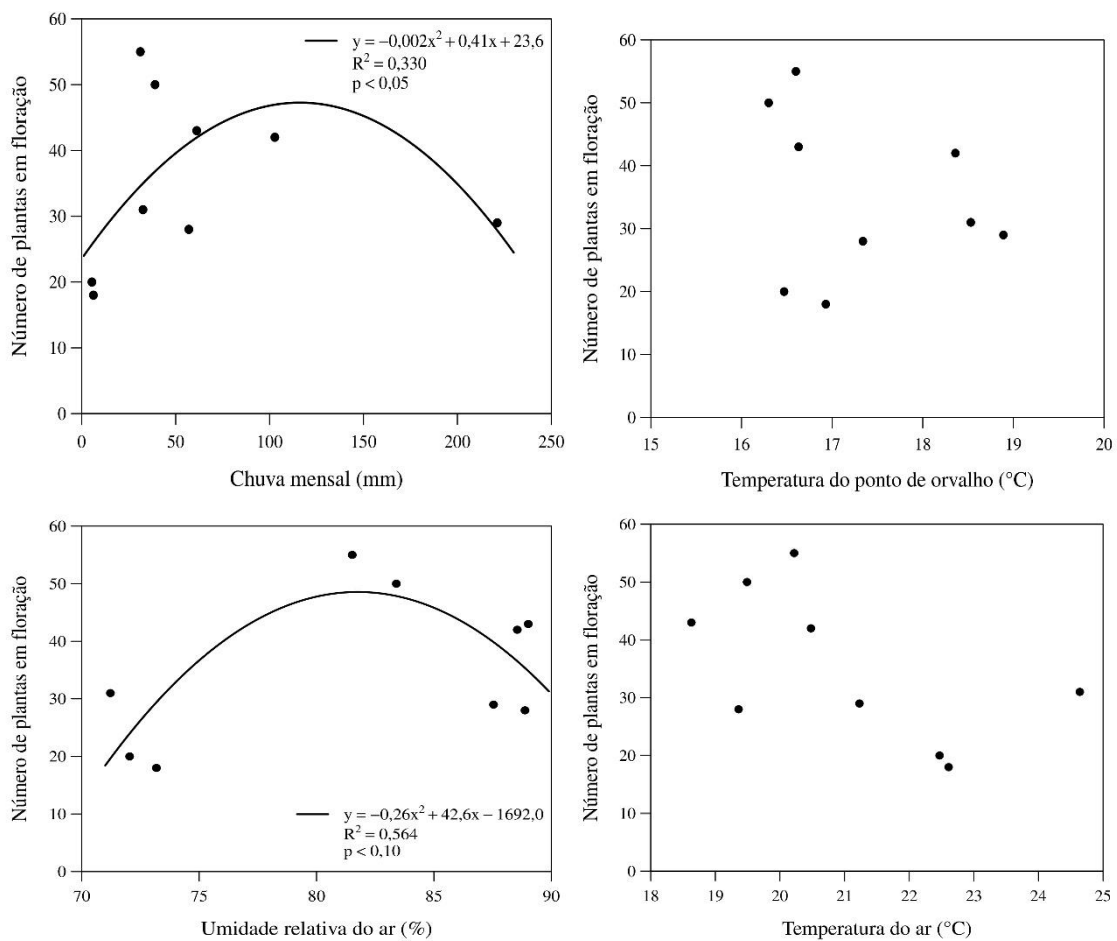 60
50
40
30
20
10
0
Número de plantas em floração
y = −0,002x² + 0,41x + 23,6
R² = 0,330
p < 0,05
0 50 100 150 200 250
Chuva mensal (mm)
60
50
40
30
20
10
0
Número de plantas em floração
15 16 17 18 19 20
Temperatura do ponto de orvalho (°C)
60
50
40
30
20
10
0
Número de plantas em floração
y = −0,26x² + 42,6x − 1692,0
R² = 0,564
p < 0,10
70 75 80 85 90
Umidade relativa do ar (%)
60
50
40
30
20
10
0
Número de plantas em floração
18 19 20 21 22 23 24 25
Temperatura do ar (°C)